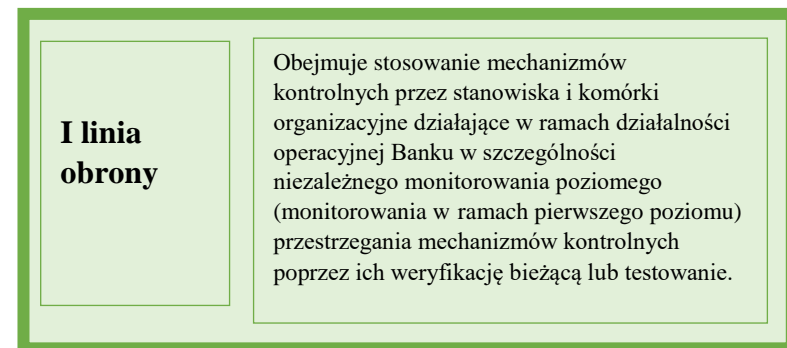 I linia
obrony
Obejmuje stosowanie mechanizmów
kontrolnych przez stanowiska i komórki
organizacyjne działające w ramach działalności
operacyjnej Banku w szczególności
niezależnego monitorowania poziomego
(monitorowania w ramach pierwszego poziomu)
przestrzegania mechanizmów kontrolnych
poprzez ich weryfikację bieżącą lub testowanie.